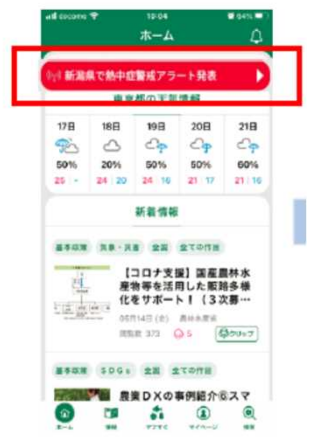 docomo 10:04 64%
ホーム
新潟県で熱中症警戒アラート発表
東京都の天気情報
17日 18日 19日 20日 21日
50% 20% 50% 50% 60%
25 - 24 20 24 16 21 17 21 16
新着情報
基本政策 気象・災害 全国 全ての作目
【コロナ支援】国産農林水
産物等を活用した販路多様
化をサポート！（3次募…
06月14日 (金) 農林水産省
閲覧数 373 5 クリップ
基本政策 SDGs 全国 全ての作目
農業DXの事例紹介⑥スマ
ホーム 情報 マイページ 検索